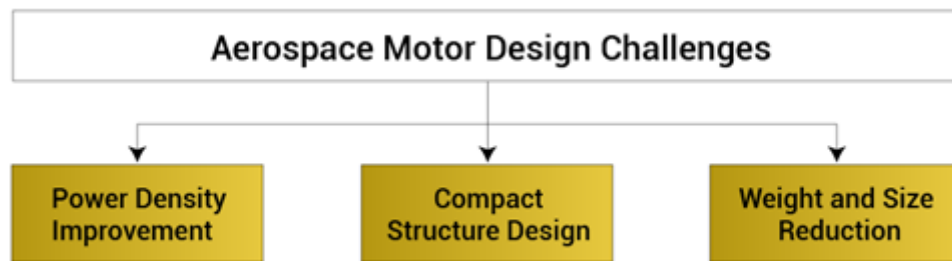 Aerospace Motor Design Challenges
Power Density
Improvement
Compact
Structure Design
Weight and Size
Reduction